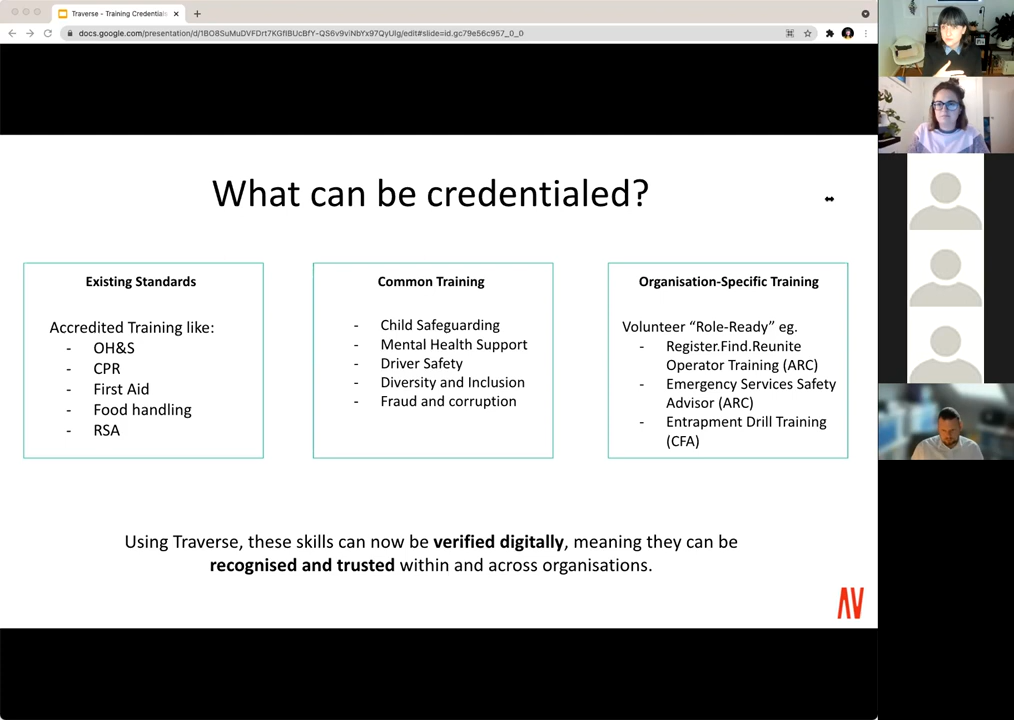 Traverse - Training Credentials
docs.google.com/presentation/d/1BO8SuMuDVFDrt7KGflBUcBfY-QS6v9viNbYx97QyUIg/edit#slide=id.gc79e56c957_0_0
What can be credentialed?
Existing Standards
Accredited Training like:
- OH&S
- CPR
- First Aid
- Food handling
- RSA
Common Training
- Child Safeguarding
- Mental Health Support
- Driver Safety
- Diversity and Inclusion
- Fraud and corruption
Organisation-Specific Training
Volunteer “Role-Ready” eg.
- Register.Find.Reunite
Operator Training (ARC)
- Emergency Services Safety
Advisor (ARC)
- Entrapment Drill Training
(CFA)
Using Traverse, these skills can now be verified digitally, meaning they can be
recognised and trusted within and across organisations.
AV